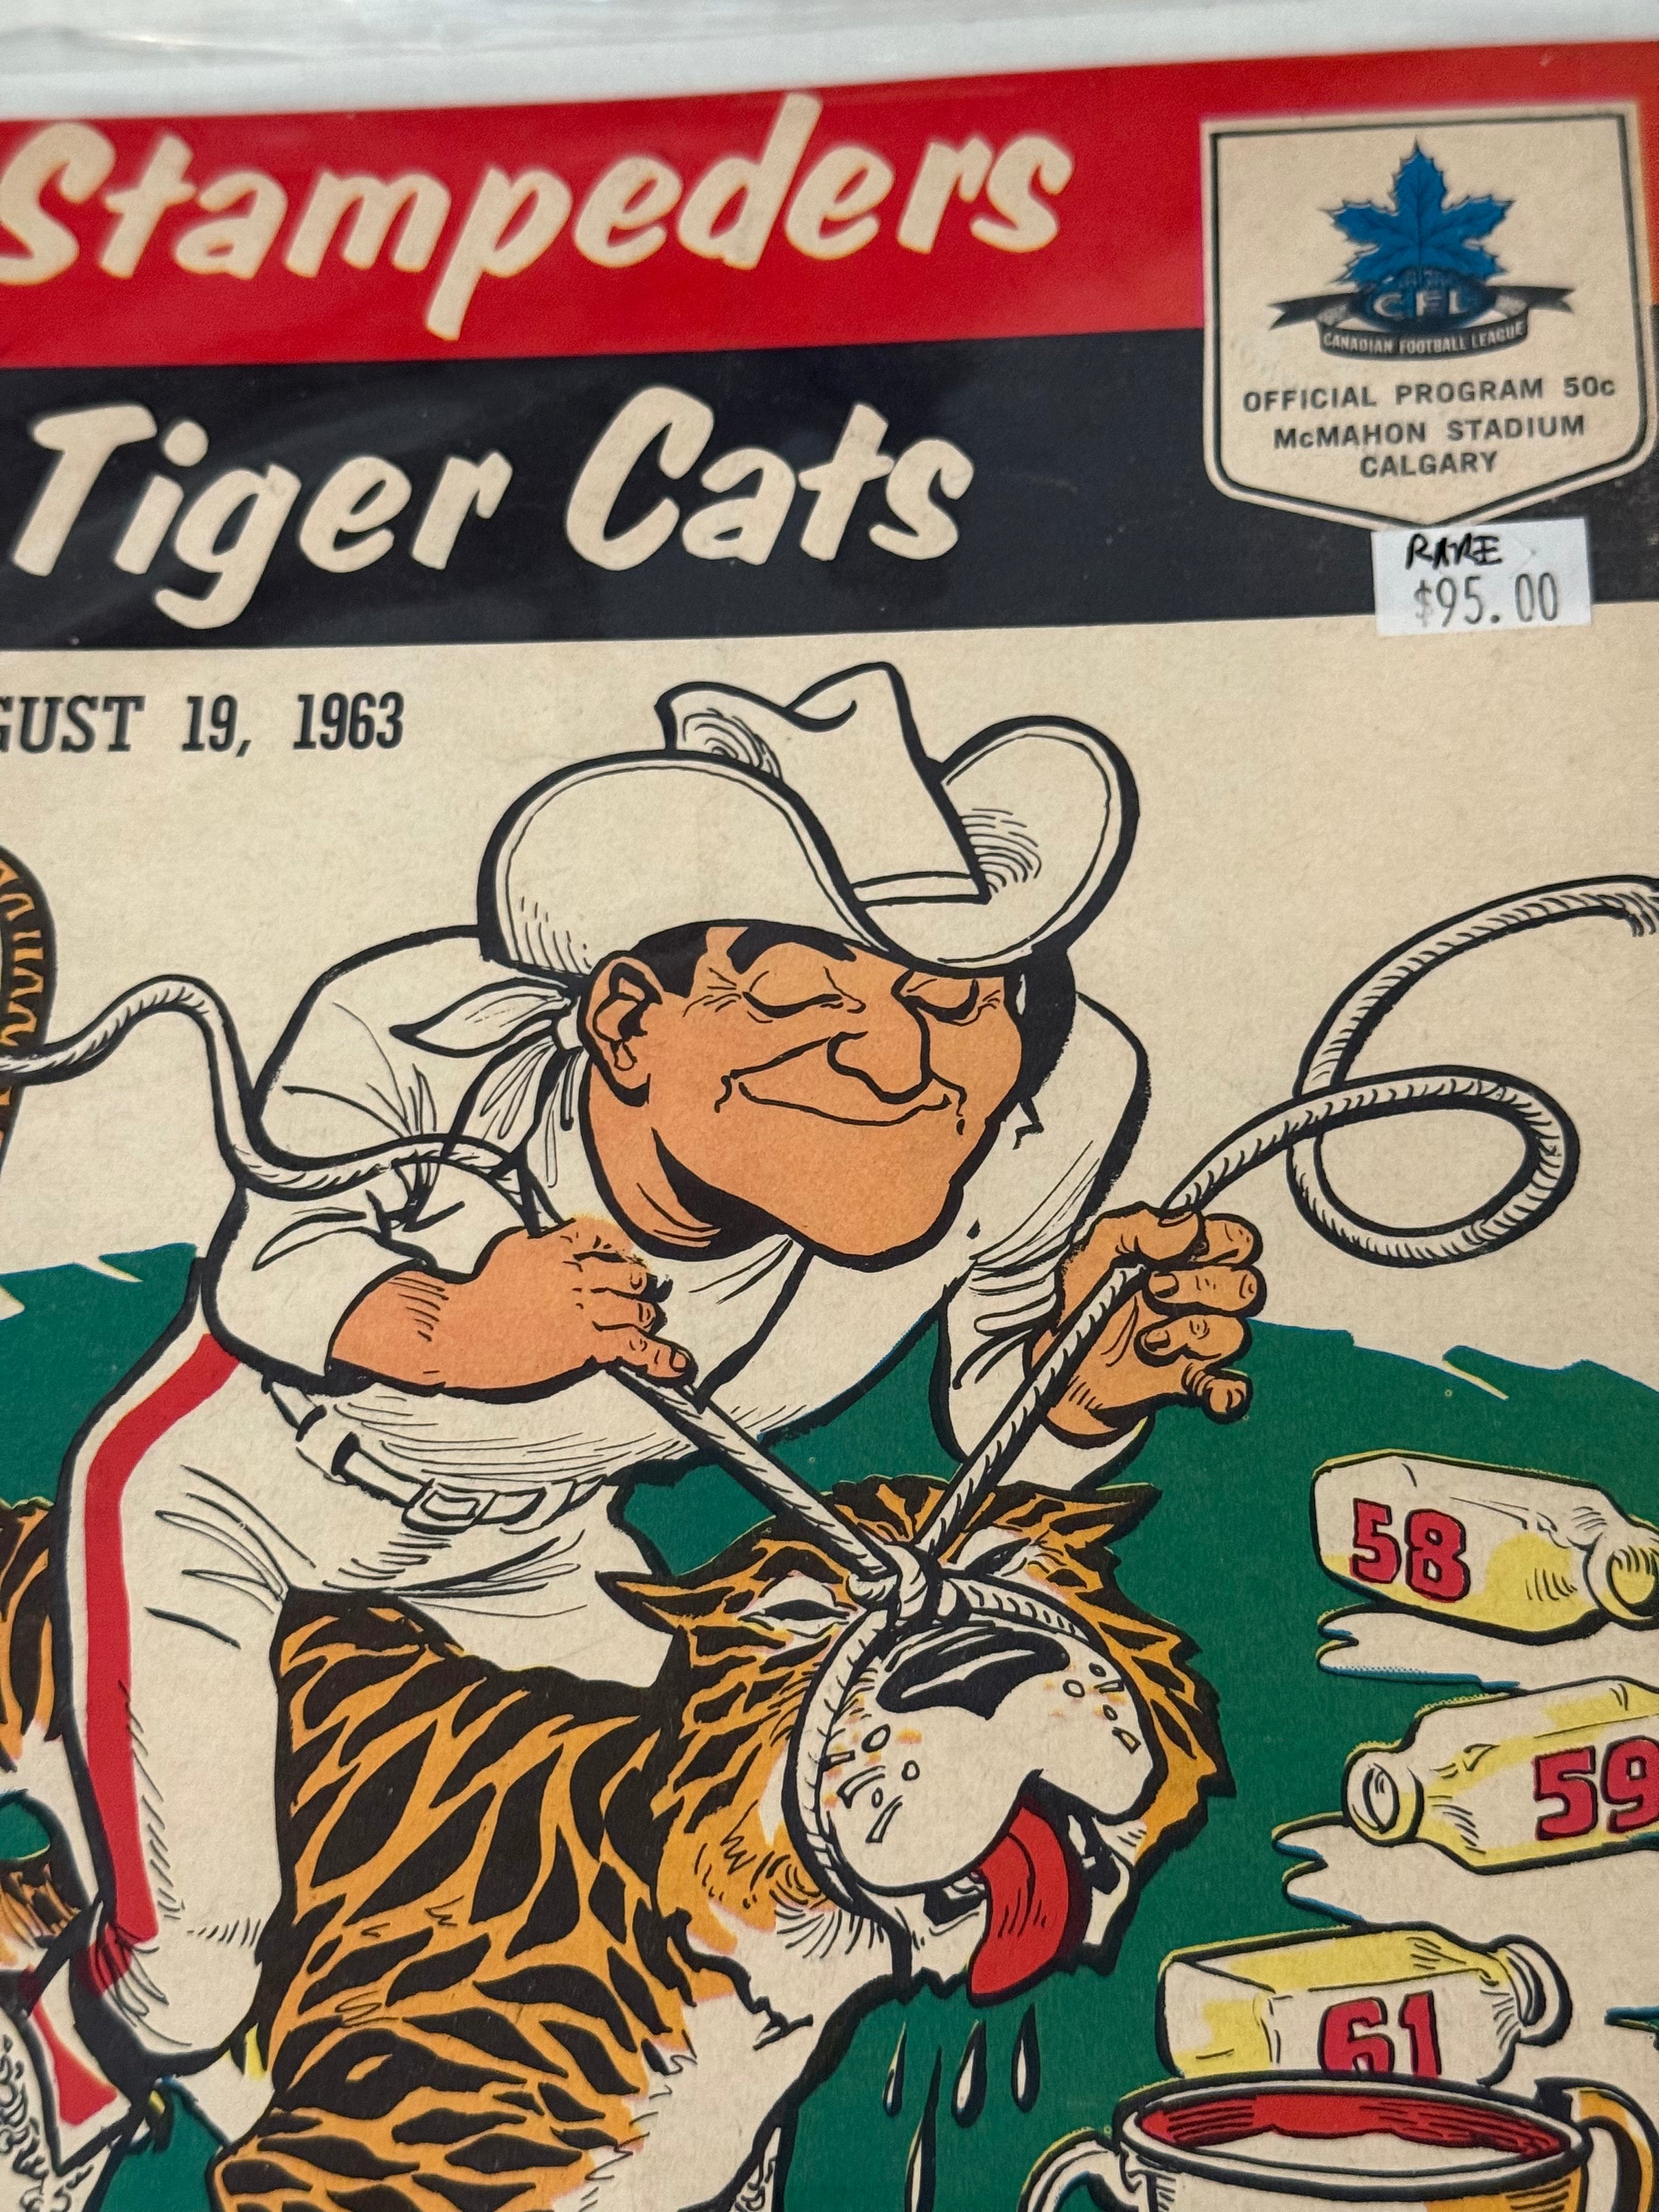 Stampeders
Tiger Cats
CFL
CANADIAN FOOTBALL LEAGUE
OFFICIAL PROGRAM 50c
McMAHON STADIUM
CALGARY
RARE
$95.00
GUST 19, 1963
58
59
61